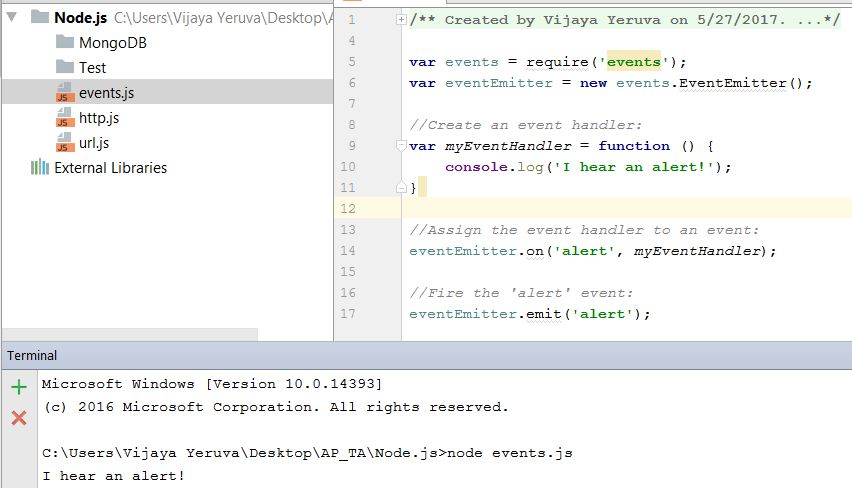 Node.js C:\Users\Vijaya Yeruva\Desktop\A
MongoDB
Test
events.js
http.js
url.js
External Libraries
1 /** Created by Vijaya Yeruva on 5/27/2017. ...*/
4
5 var events = require('events');
6 var eventEmitter = new events.EventEmitter();
7
8 //Create an event handler:
9 var myEventHandler = function () {
10 console.log('I hear an alert!');
11 }
12
13 //Assign the event handler to an event:
14 eventEmitter.on('alert', myEventHandler);
15
16 //Fire the 'alert' event:
17 eventEmitter.emit('alert');
Terminal
Microsoft Windows [Version 10.0.14393]
(c) 2016 Microsoft Corporation. All rights reserved.
C:\Users\Vijaya Yeruva\Desktop\AP_TA\Node.js>node events.js
I hear an alert!